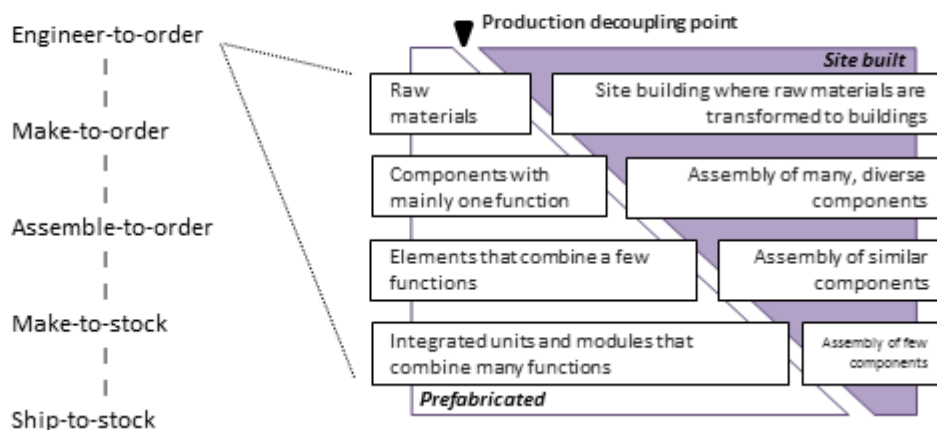 Engineer-to-order
Make-to-order
Assemble-to-order
Make-to-stock
Ship-to-stock
Production decoupling point
Site built
Raw
materials
Site building where raw materials are
transformed to buildings
Components with
mainly one function
Assembly of many, diverse
components
Elements that combine a few
functions
Assembly of similar
components
Integrated units and modules that
combine many functions
Assembly of few
components
Prefabricated